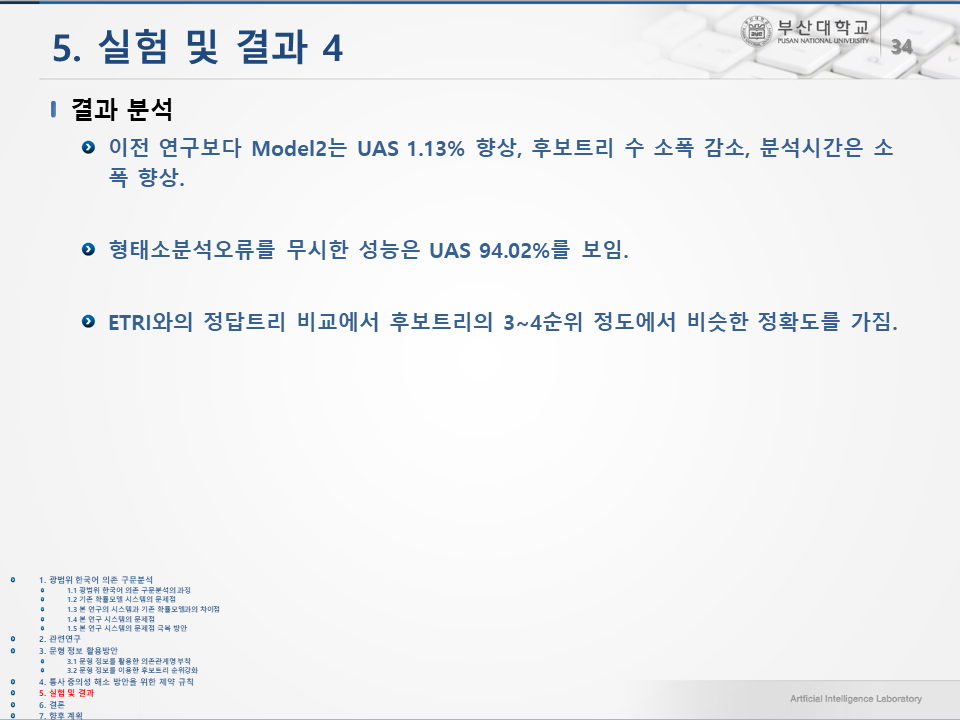 5. 실험 및 결과 4
부산대학교
PUSAN NATIONAL UNIVERSITY
34
결과 분석
이전 연구보다 Model2는 UAS 1.13% 향상, 후보트리 수 소폭 감소, 분석시간은 소
폭 향상.
형태소분석오류를 무시한 성능은 UAS 94.02%를 보임.
ETRI와의 정답트리 비교에서 후보트리의 3~4순위 정도에서 비슷한 정확도를 가짐.
1. 광범위 한국어 의존 구문분석
1.1 광범위 한국어 의존 구문분석의 과정
1.2 기존 확률모델 시스템의 문제점
1.3 본 연구의 시스템과 기존 확률모델과의 차이점
1.4 본 연구 시스템의 문제점
1.5 본 연구 시스템의 문제점 극복 방안
2. 관련연구
3. 문형 정보 활용방안
3.1 문형 정보를 활용한 의존관계명 부착
3.2 문형 정보를 이용한 후보트리 순위강화
4. 통사 중의성 해소 방안을 위한 제약 규칙
5. 실험 및 결과
6. 결론
7. 향후 계획
Artficial Intelligence Laboratory